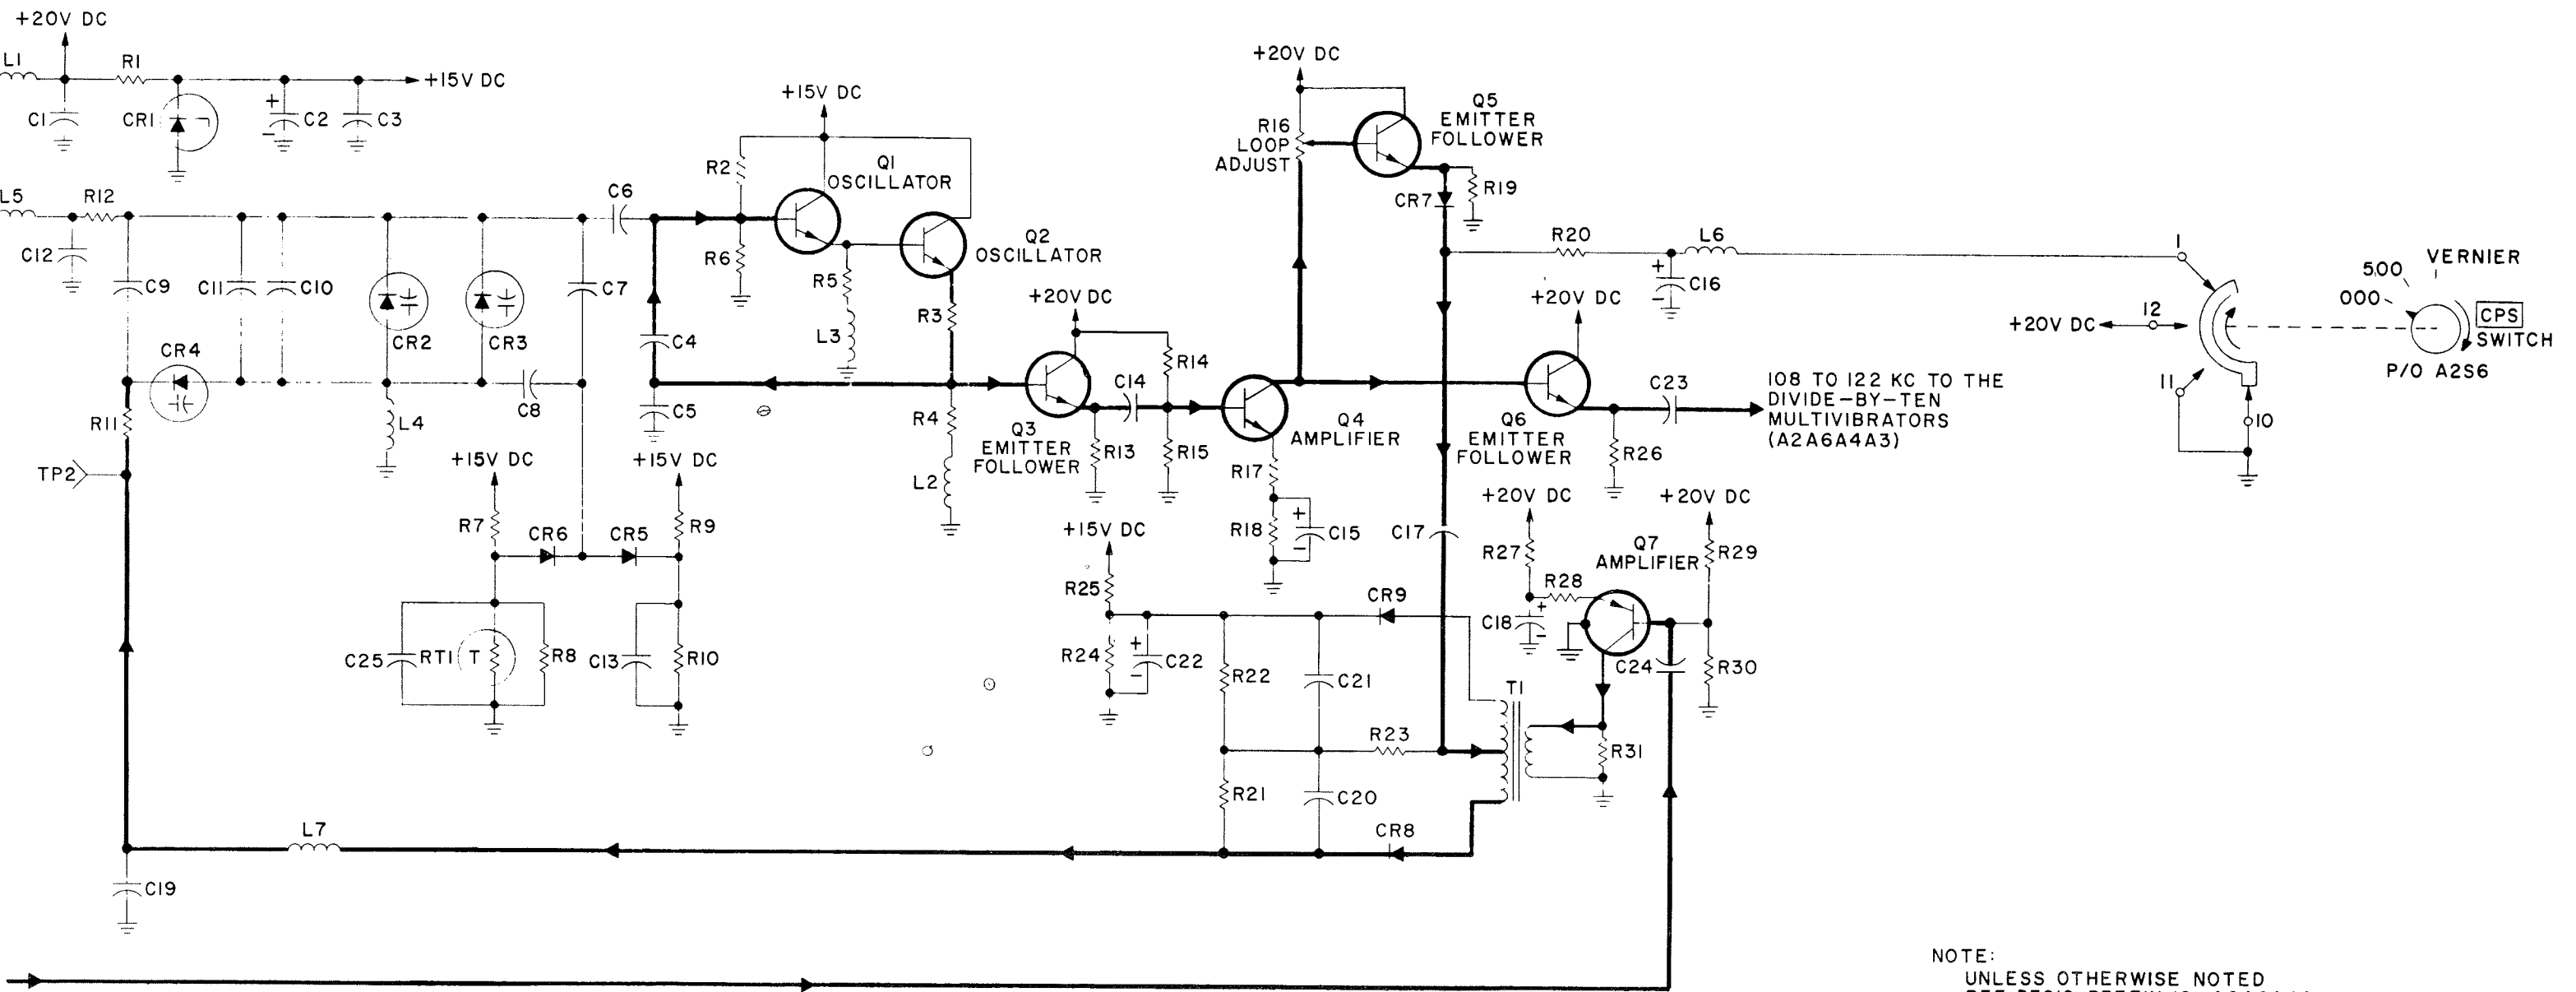 +20V DC
L1
R1
+15V DC
C1
CR1
+
-
C2
C3
L5
R12
C12
C9
C11
C10
CR2
CR3
C7
C6
R2
R6
+15V DC
Q1
OSCILLATOR
Q2
OSCILLATOR
R5
L3
R3
C4
C5
CR4
R11
TP2
L4
C8
R4
L2
+20V DC
Q3
EMITTER
FOLLOWER
R13
C14
R14
R15
Q4
AMPLIFIER
R17
R18
+
-
C15
+20V DC
R16
LOOP
ADJUST
Q5
EMITTER
FOLLOWER
CR7
R19
R20
L6
+
-
C16
+20V DC
Q6
EMITTER
FOLLOWER
R26
C23
108 TO 122 KC TO THE
DIVIDE-BY-TEN
MULTIVIBRATORS
(A2A6A4A3)
1
12
+20V DC
11
10
VERNIER
500
000
CPS
SWITCH
P/O A2S6
+15V DC
R7
CR6
CR5
+15V DC
R9
C25
RT1
T
R8
C13
R10
+15V DC
R25
R24
+
-
C22
R22
C21
R21
C20
R23
CR9
CR8
C17
T1
+20V DC
R27
R28
C18
+
-
Q7
AMPLIFIER
+20V DC
R29
R30
C24
R31
L7
C19
NOTE:
UNLESS OTHERWISE NOTED